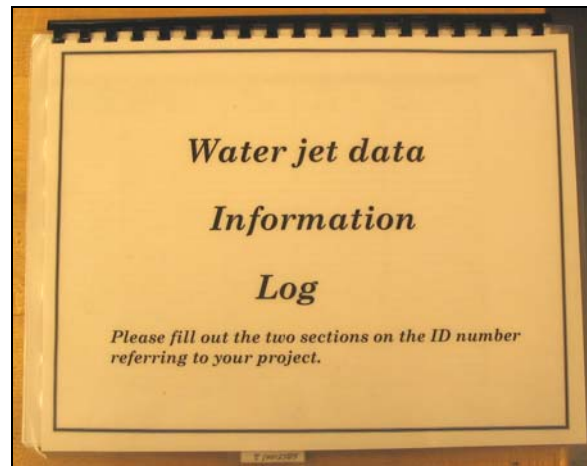 Water jet data
Information
Log
Please fill out the two sections on the ID number
referring to your project.